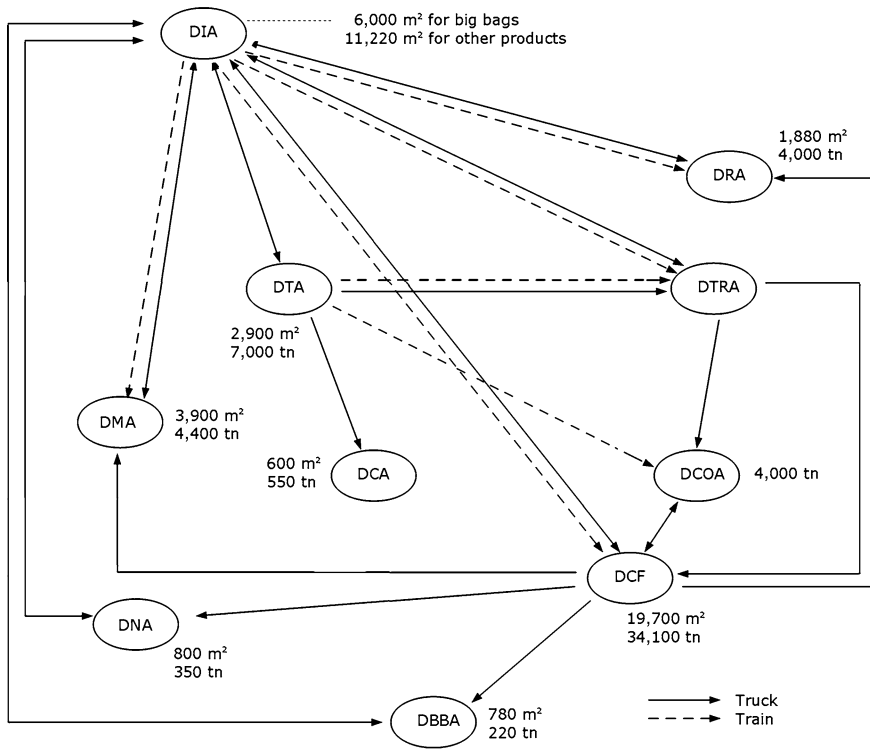 DIA
6,000 m² for big bags
11,220 m² for other products
1,880 m²
4,000 tn
DRA
DTA
DTRA
2,900 m²
7,000 tn
DMA
3,900 m²
4,400 tn
600 m²
550 tn
DCA
DCOA
4,000 tn
DCF
19,700 m²
34,100 tn
DNA
800 m²
350 tn
DBBA
780 m²
220 tn
Truck
Train